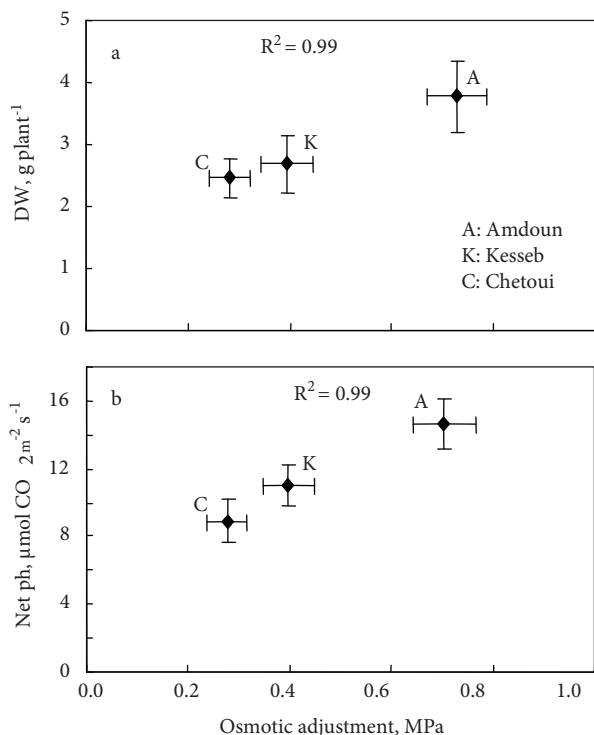 a
R² = 0.99
5
4
3
2
1
0
DW, g plant⁻¹
A
K
C
A: Amdoun
K: Kesseb
C: Chetoui
b
R² = 0.99
16
12
8
4
0
Net ph, µmol CO 2m⁻² s⁻¹
A
K
C
0.0 0.2 0.4 0.6 0.8 1.0
Osmotic adjustment, MPa